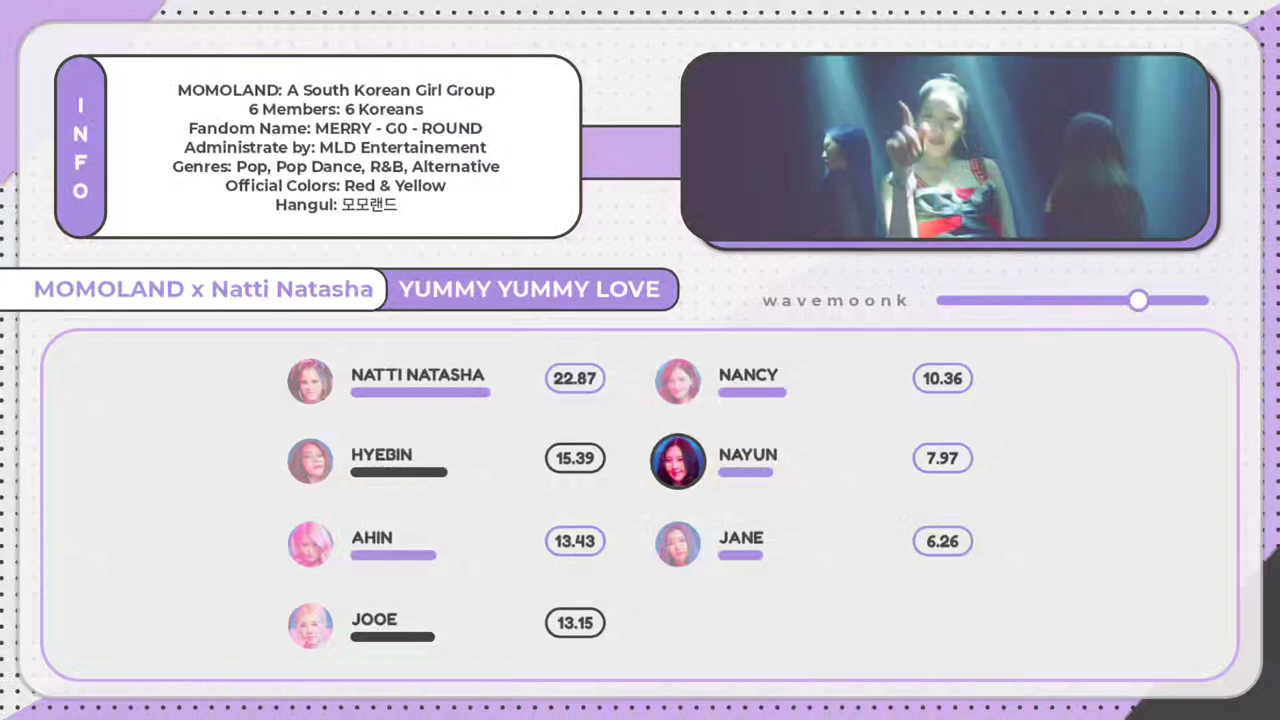 INFO
MOMOLAND: A South Korean Girl Group
6 Members: 6 Koreans
Fandom Name: MERRY - G0 - ROUND
Administrate by: MLD Entertainement
Genres: Pop, Pop Dance, R&B, Alternative
Official Colors: Red & Yellow
Hangul: 모모랜드
MOMOLAND x Natti Natasha YUMMY YUMMY LOVE
wavemoonk
NATTI NATASHA 22.87
HYEBIN 15.39
AHIN 13.43
JOOE 13.15
NANCY 10.36
NAYUN 7.97
JANE 6.26